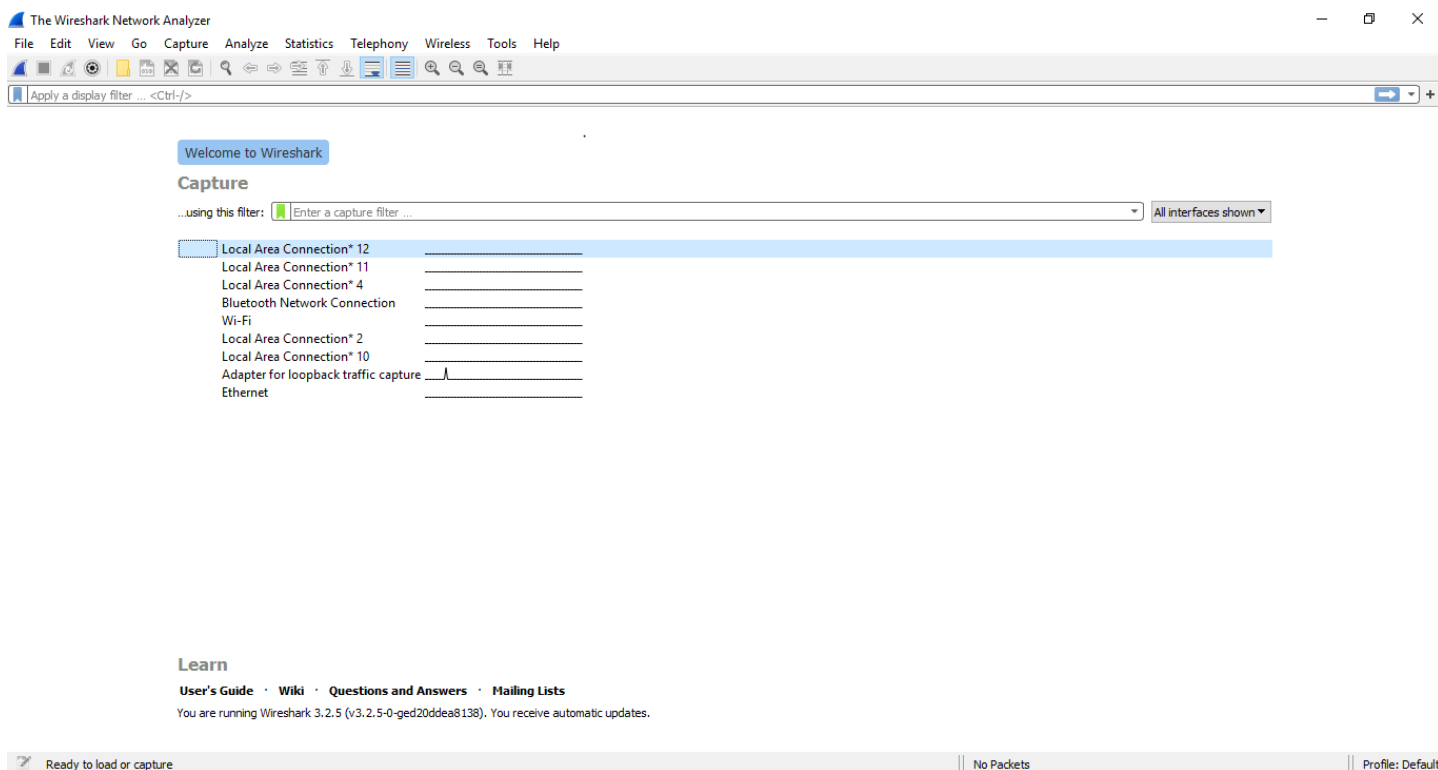 The Wireshark Network Analyzer
File Edit View Go Capture Analyze Statistics Telephony Wireless Tools Help
Apply a display filter ... <Ctrl-/>
Welcome to Wireshark
Capture
...using this filter: Enter a capture filter ... All interfaces shown
Local Area Connection* 12
Local Area Connection* 11
Local Area Connection* 4
Bluetooth Network Connection
Wi-Fi
Local Area Connection* 2
Local Area Connection* 10
Adapter for loopback traffic capture
Ethernet
Learn
User's Guide · Wiki · Questions and Answers · Mailing Lists
You are running Wireshark 3.2.5 (v3.2.5-0-ged20ddea8138). You receive automatic updates.
Ready to load or capture No Packets Profile: Default